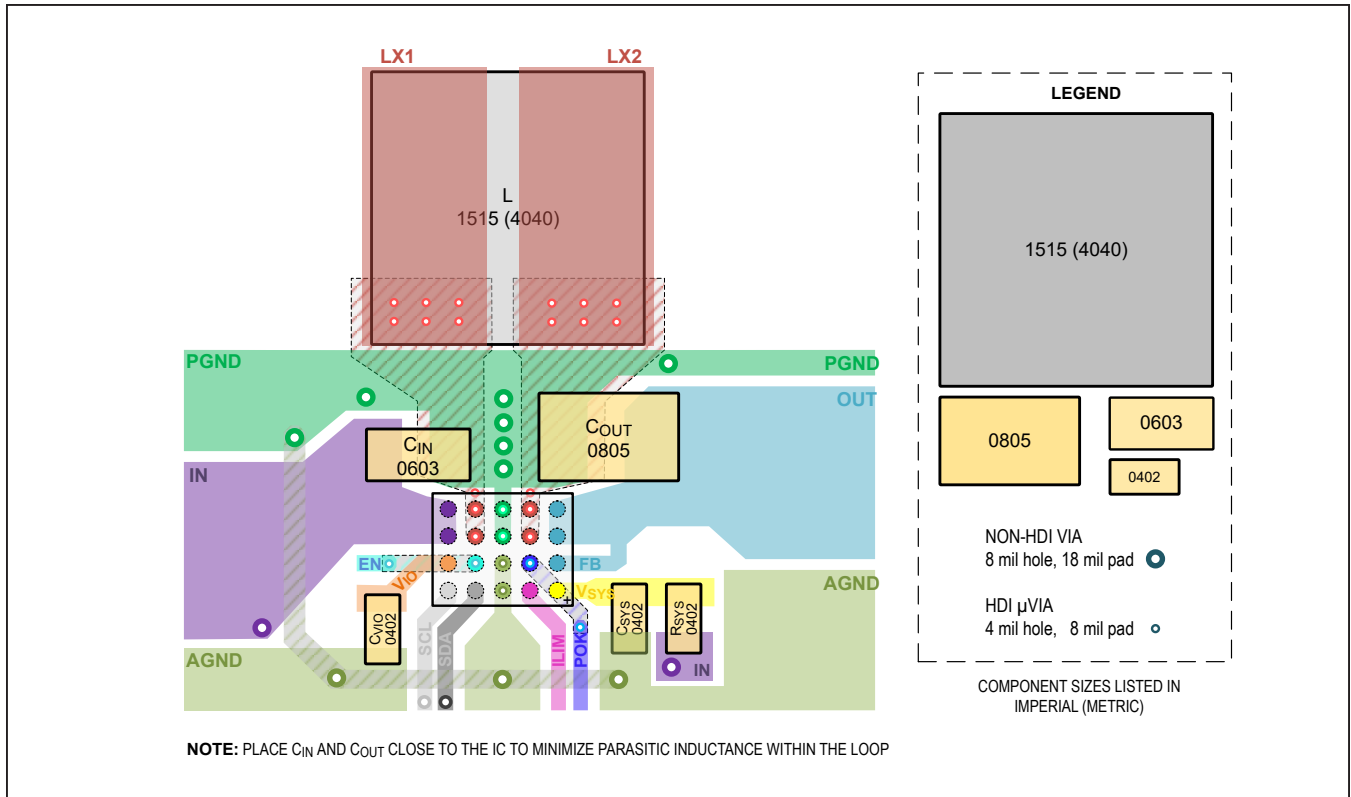 LX1
LX2
L
1515 (4040)
PGND
PGND
OUT
CIN
0603
COUT
0805
IN
EN
VIO
FB
AGND
VSYS
+
CVIO
0402
SCL
SDA
ILIM
POK
CSYS
0402
RSYS
0402
IN
AGND
LEGEND
1515 (4040)
0805
0603
0402
NON-HDI VIA
8 mil hole, 18 mil pad
HDI µVIA
4 mil hole, 8 mil pad
COMPONENT SIZES LISTED IN
IMPERIAL (METRIC)
NOTE: PLACE CIN AND COUT CLOSE TO THE IC TO MINIMIZE PARASITIC INDUCTANCE WITHIN THE LOOP